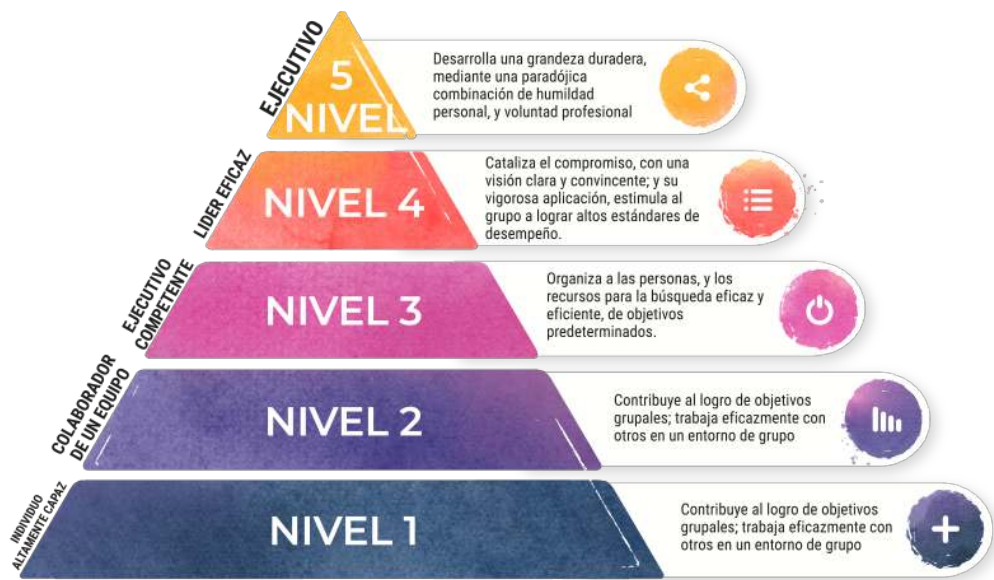 EJECUTIVO
5
NIVEL
Desarrolla una grandeza duradera,
mediante una paradójica
combinación de humildad
personal, y voluntad profesional
LIDER EFICAZ
NIVEL 4
Cataliza el compromiso, con una
visión clara y convincente; y su
vigorosa aplicación, estimula al
grupo a lograr altos estándares de
desempeño.
EJECUTIVO
COMPETENTE
NIVEL 3
Organiza a las personas, y los
recursos para la búsqueda eficaz y
eficiente, de objetivos
predeterminados.
COLABORADOR
DE UN EQUIPO
NIVEL 2
Contribuye al logro de objetivos
grupales; trabaja eficazmente con
otros en un entorno de grupo
INDIVIDUO
ALTAMENTE CAPAZ
NIVEL 1
Contribuye al logro de objetivos
grupales; trabaja eficazmente con
otros en un entorno de grupo